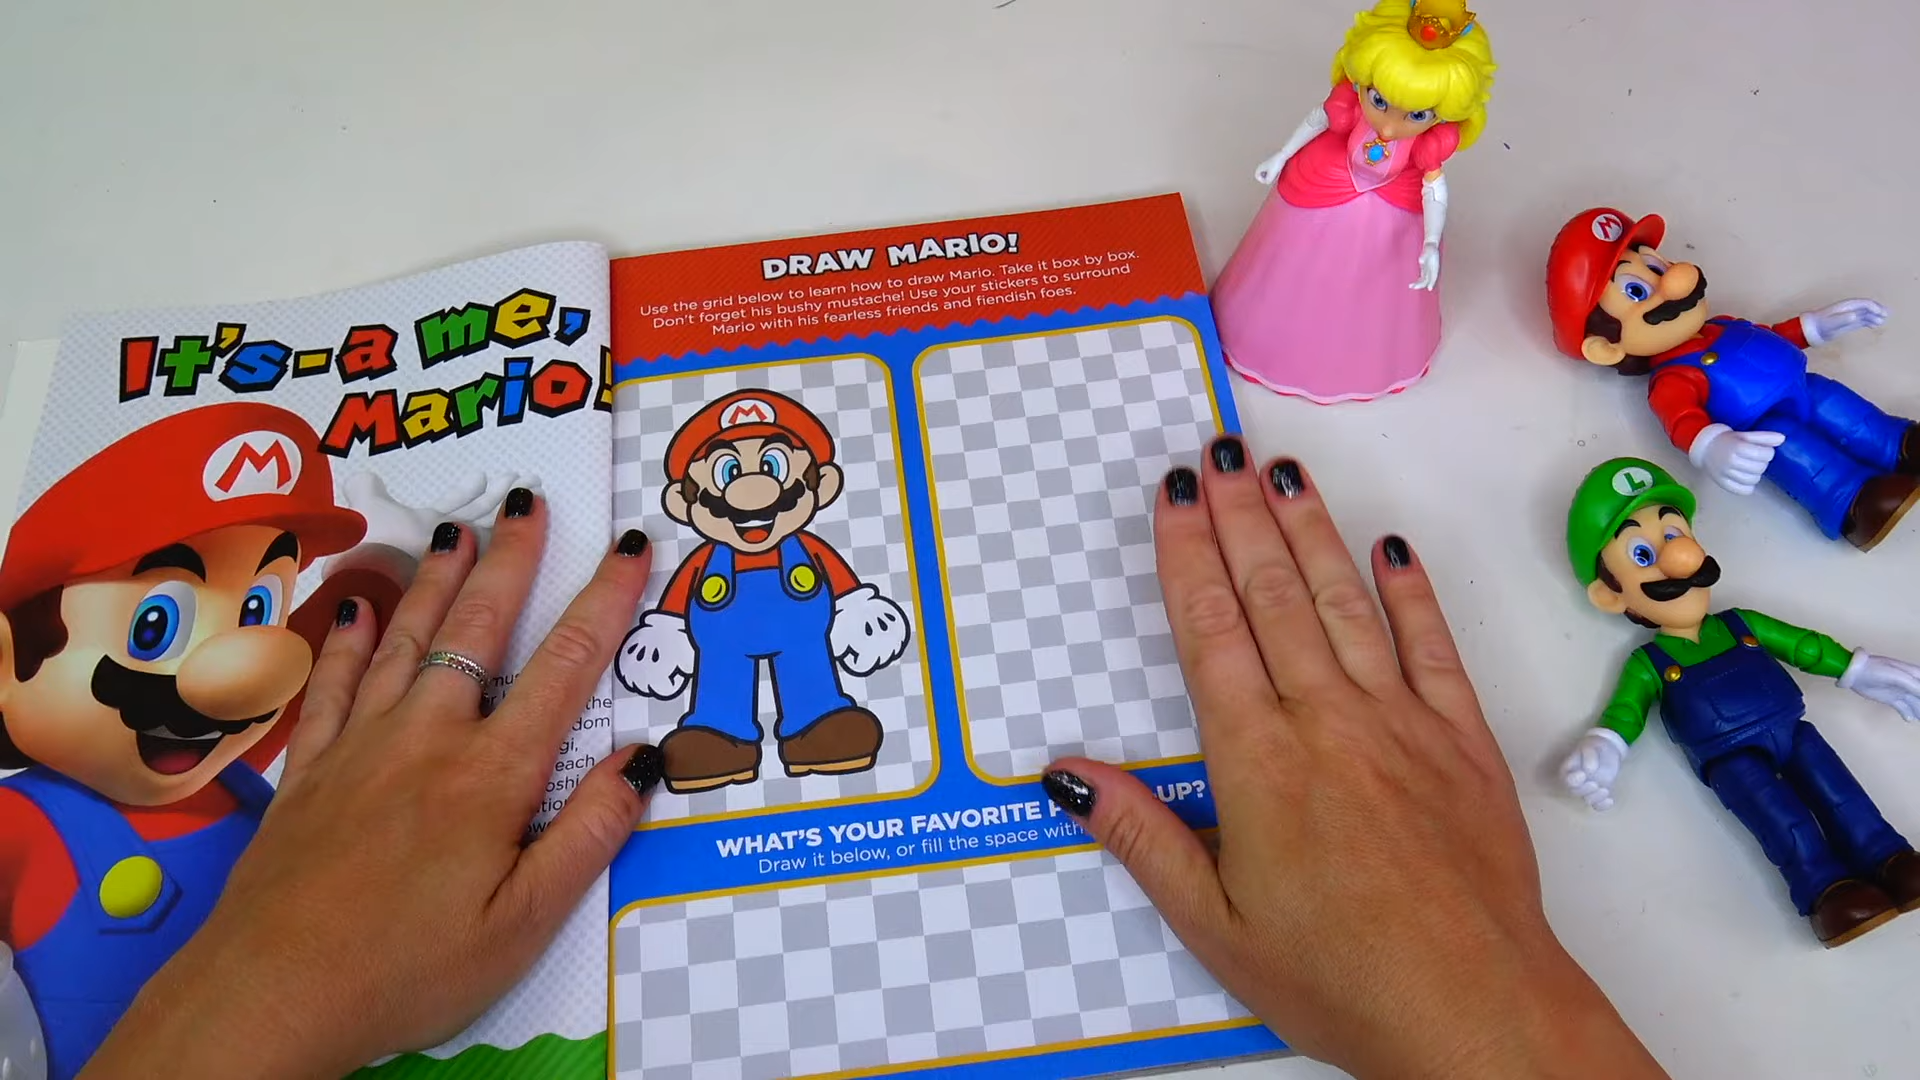 It's-a me,
Mario!
the
each
DRAW MARIO!
Use the grid below to learn how to draw Mario. Take it box by box.
Don't forget his bushy mustache! Use your stickers to surround
Mario with his fearless friends and fiendish foes.
M
M
WHAT'S YOUR FAVORITE
UP?
Draw it below, or fill the space with
M
L